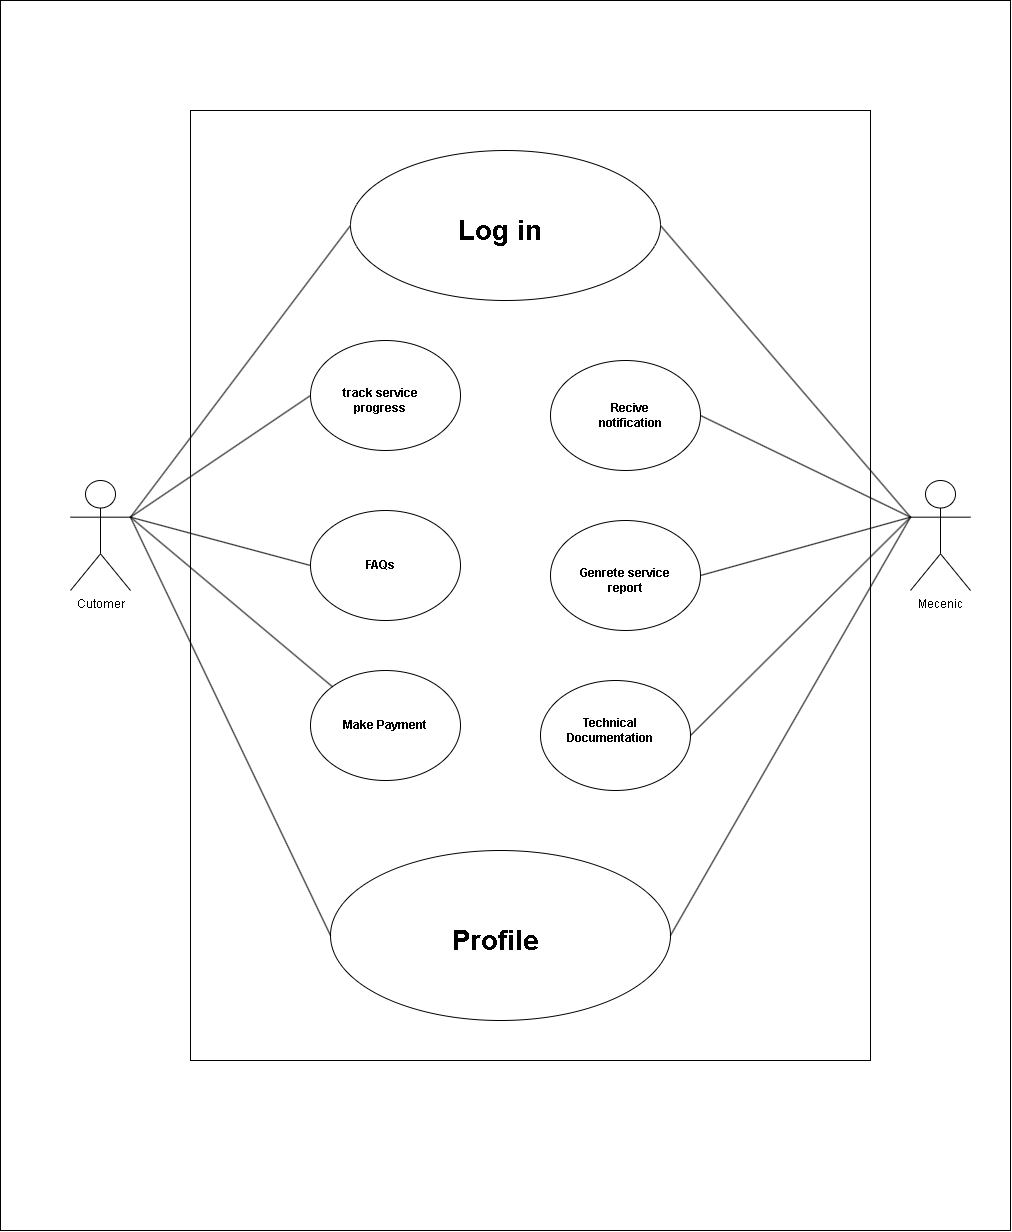 Log in
track service
progress
Recive
notification
FAQs
Genrete service
report
Cutomer
Mecenic
Make Payment
Technical
Documentation
Profile